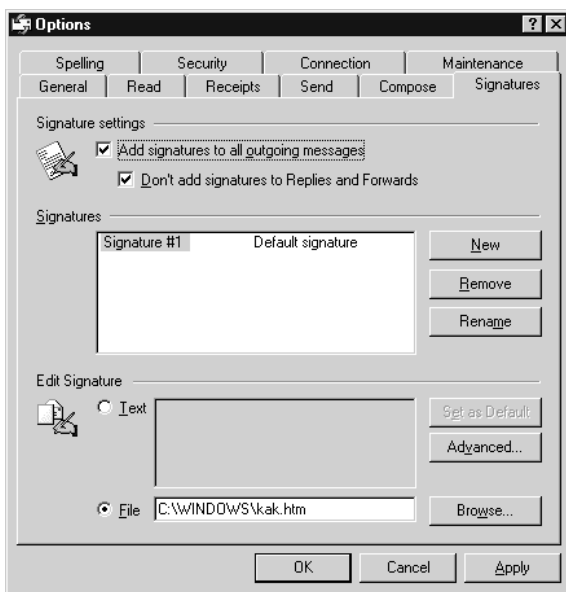 Options
Spelling Security Connection Maintenance
General Read Receipts Send Compose Signatures
Signature settings
Add signatures to all outgoing messages
Don't add signatures to Replies and Forwards
Signatures
Signature #1 Default signature
New
Remove
Rename
Edit Signature
Text
Set as Default
Advanced...
File C:\WINDOWS\kak.htm Browse...
OK Cancel Apply